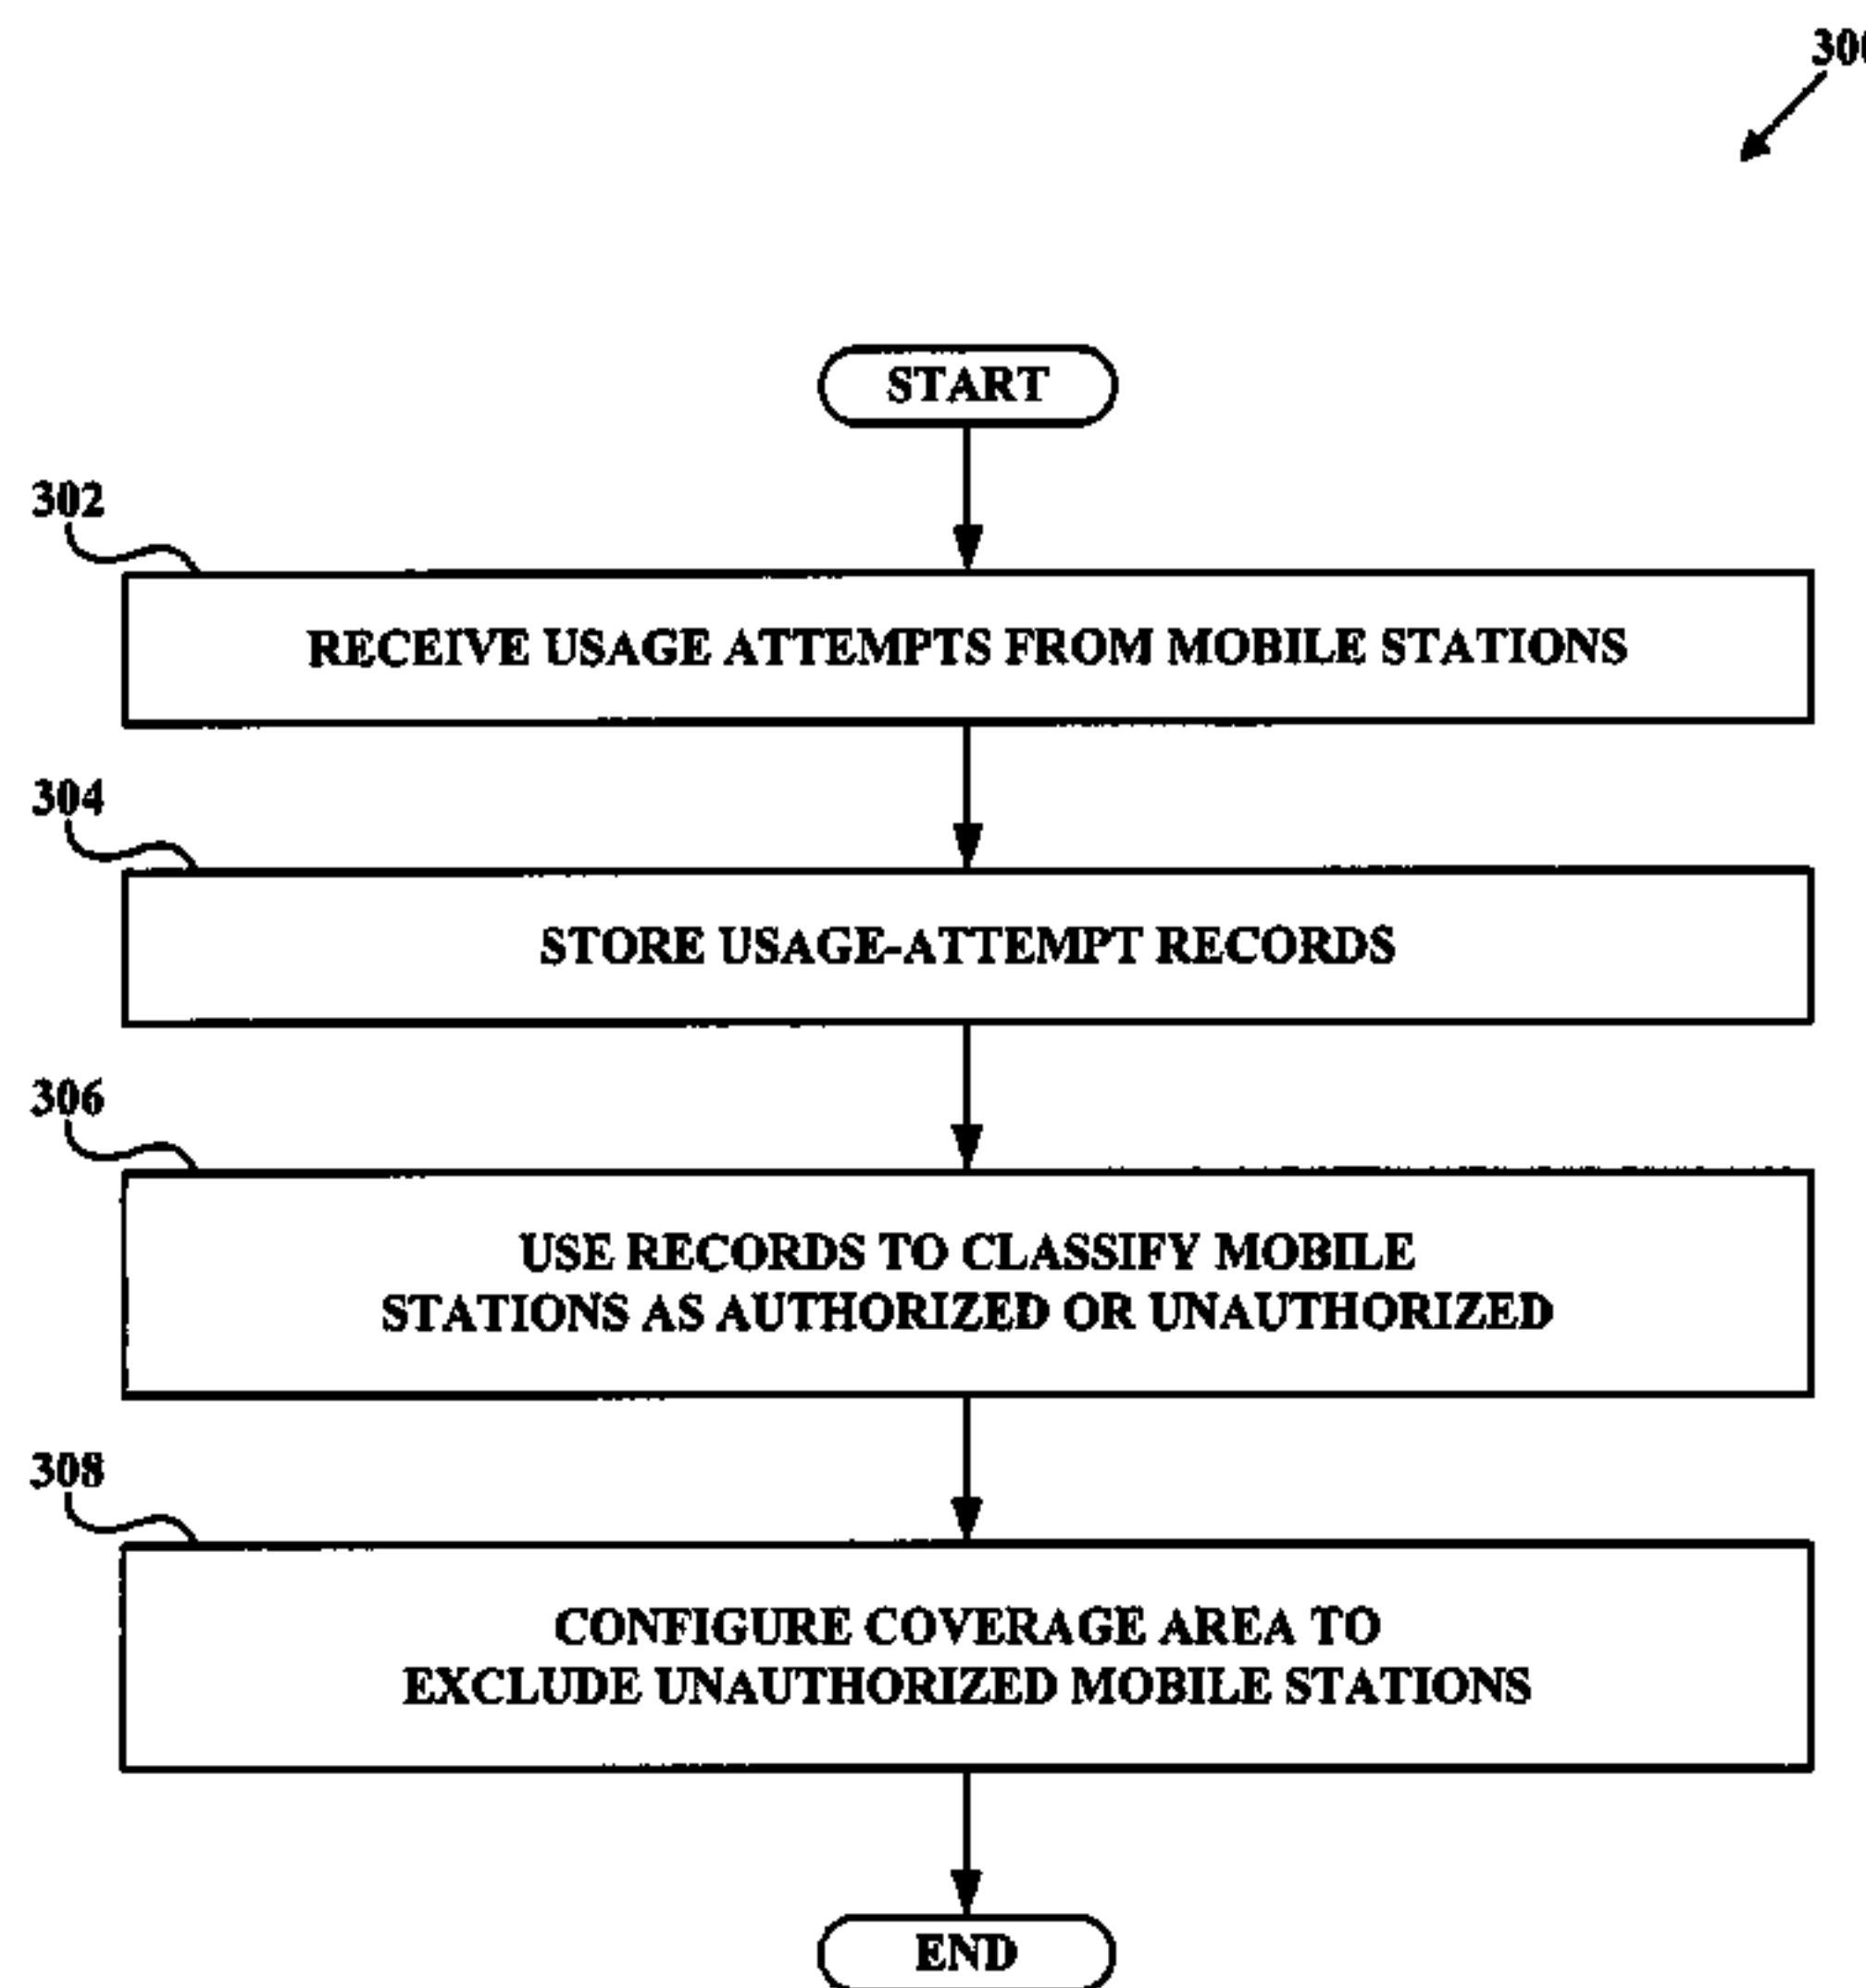 START
302
RECEIVE USAGE ATTEMPTS FROM MOBILE STATIONS
304
STORE USAGE-ATTEMPT RECORDS
306
USE RECORDS TO CLASSIFY MOBILE
STATIONS AS AUTHORIZED OR UNAUTHORIZED
308
CONFIGURE COVERAGE AREA TO
EXCLUDE UNAUTHORIZED MOBILE STATIONS
END